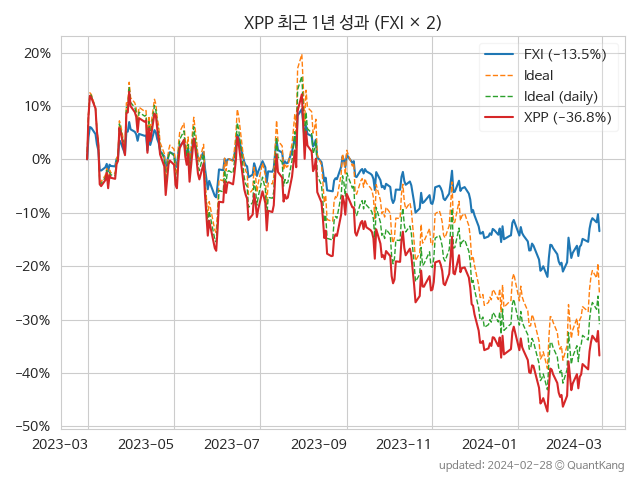 XPP 최근 1년 성과 (FXI × 2)
20%
10%
0%
−10%
−20%
−30%
−40%
−50%
FXI (−13.5%)
Ideal
Ideal (daily)
XPP (−36.8%)
2023−03 2023−05 2023−07 2023−09 2023−11 2024−01 2024−03
updated: 2024−02−28 © QuantKang